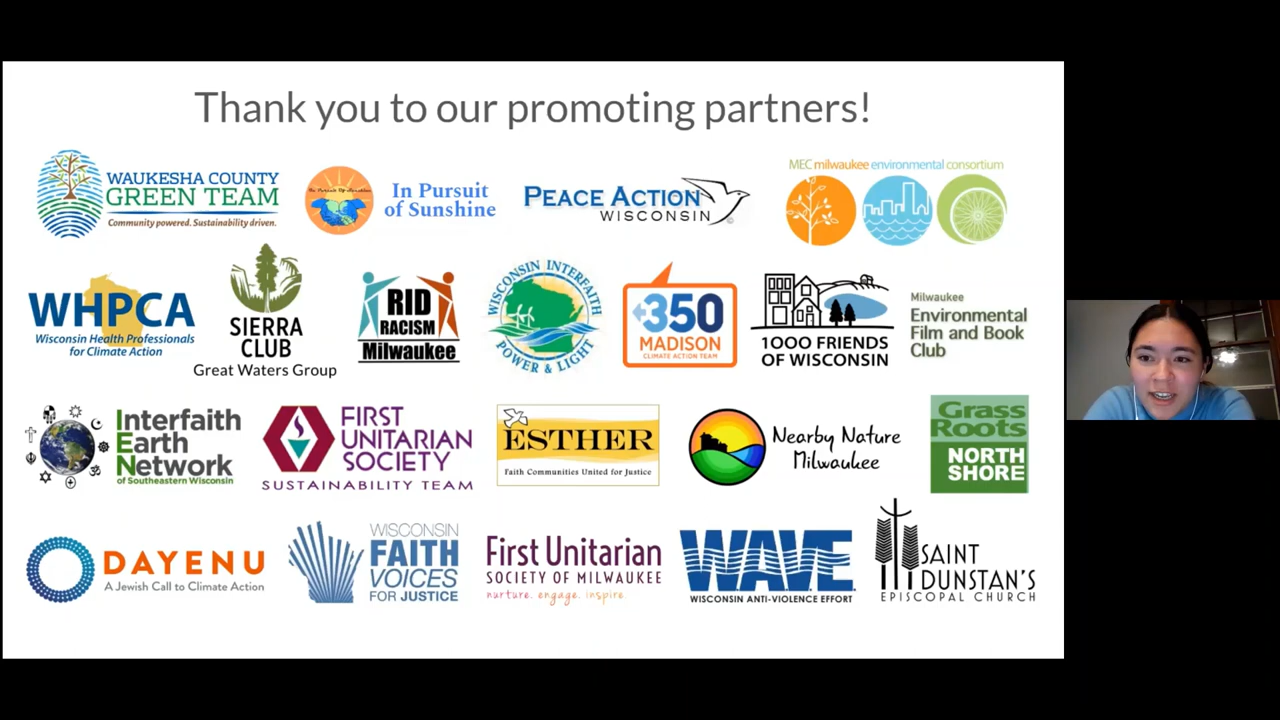 Thank you to our promoting partners!
WAUKESHA COUNTY
GREEN TEAM
Community powered. Sustainability driven.
In Pursuit
of Sunshine
PEACE ACTION
WISCONSIN
MEC milwaukee environmental consortium
WHPCA
Wisconsin Health Professionals
for Climate Action
SIERRA
CLUB
Great Waters Group
RID
RACISM
Milwaukee
WISCONSIN INTERFAITH
POWER & LIGHT
350
MADISON
CLIMATE ACTION TEAM
1000 FRIENDS
OF WISCONSIN
Milwaukee
Environmental
Film and Book
Club
Interfaith
Earth
Network
of Southeastern Wisconsin
FIRST
UNITARIAN
SOCIETY
SUSTAINABILITY TEAM
ESTHER
Faith Communities United for Justice
Nearby Nature
Milwaukee
Grass
Roots
NORTH
SHORE
DAYENU
A Jewish Call to Climate Action
WISCONSIN
FAITH
VOICES
FOR JUSTICE
First Unitarian
SOCIETY OF MILWAUKEE
nurture. engage. inspire.
W.A.V.E.
WISCONSIN ANTI-VIOLENCE EFFORT
SAINT
DUNSTAN'S
EPISCOPAL CHURCH